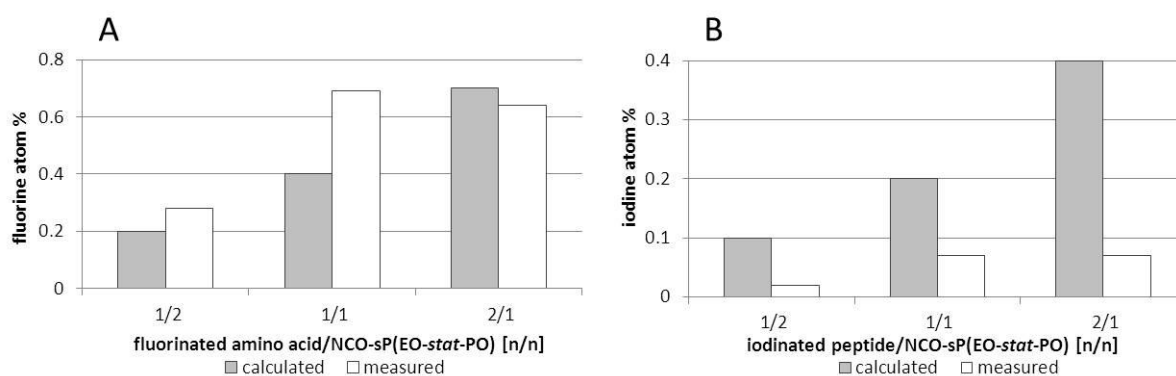 A
0.8
0.6
0.4
0.2
0
fluorine atom %
1/2 1/1 2/1
fluorinated amino acid/NCO-sP(EO-stat-PO) [n/n]
calculated measured
B
0.4
0.3
0.2
0.1
0
iodine atom %
1/2 1/1 2/1
iodinated peptide/NCO-sP(EO-stat-PO) [n/n]
calculated measured